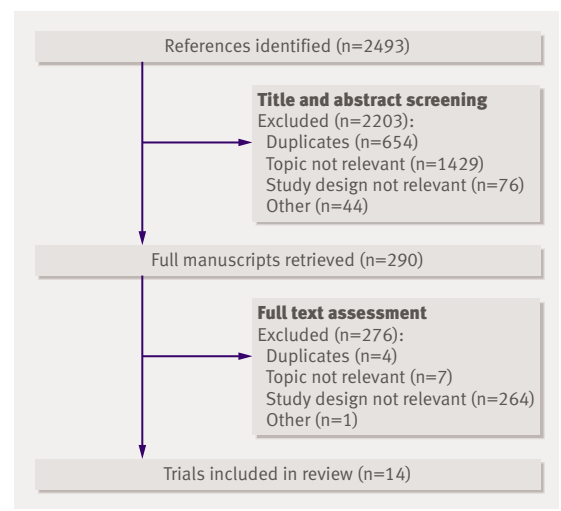 References identified (n=2493)
Title and abstract screening
Excluded (n=2203):
Duplicates (n=654)
Topic not relevant (n=1429)
Study design not relevant (n=76)
Other (n=44)
Full manuscripts retrieved (n=290)
Full text assessment
Excluded (n=276):
Duplicates (n=4)
Topic not relevant (n=7)
Study design not relevant (n=264)
Other (n=1)
Trials included in review (n=14)